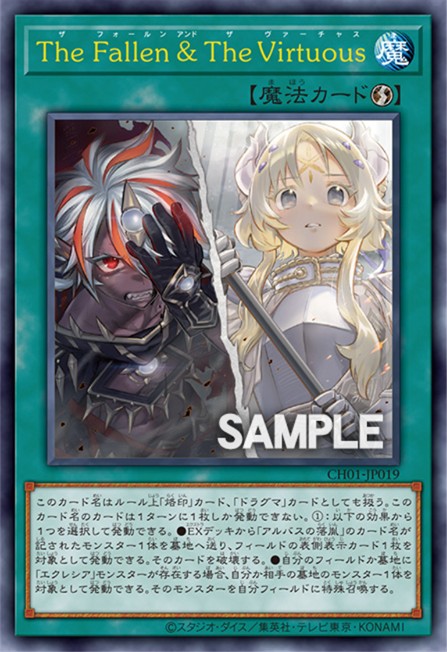 ザ フォールン アンド ザ ヴァーチャス
The Fallen & The Virtuous
魔
【魔法カード】
SAMPLE
CH01-JP019
このカード名はルール上「烙印」カード、「ドラグマ」カードとしても扱う。この
カード名のカードは1ターンに1枚しか発動できない。①：以下の効果から
1つを選択して発動できる。●EXデッキから「アルバスの落胤」のカード名が
記されたモンスター1体を墓地へ送り、フィールドの表側表示カード1枚を
対象として発動できる。そのカードを破壊する。●自分のフィールドか墓地に
「エクレシア」モンスターが存在する場合、自分か相手の墓地のモンスター1体を
対象として発動できる。そのモンスターを自分フィールドに特殊召喚する。
©スタジオ・ダイス／集英社・テレビ東京・KONAMI